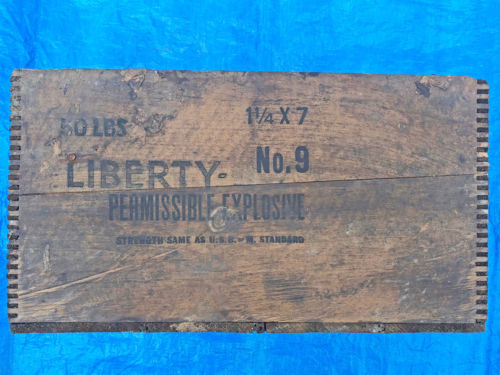 50 LBS 1¼ X 7
LIBERTY- No.9
PERMISSIBLE EXPLOSIVE
STRENGTH SAME AS U.S.B.-M. STANDARD